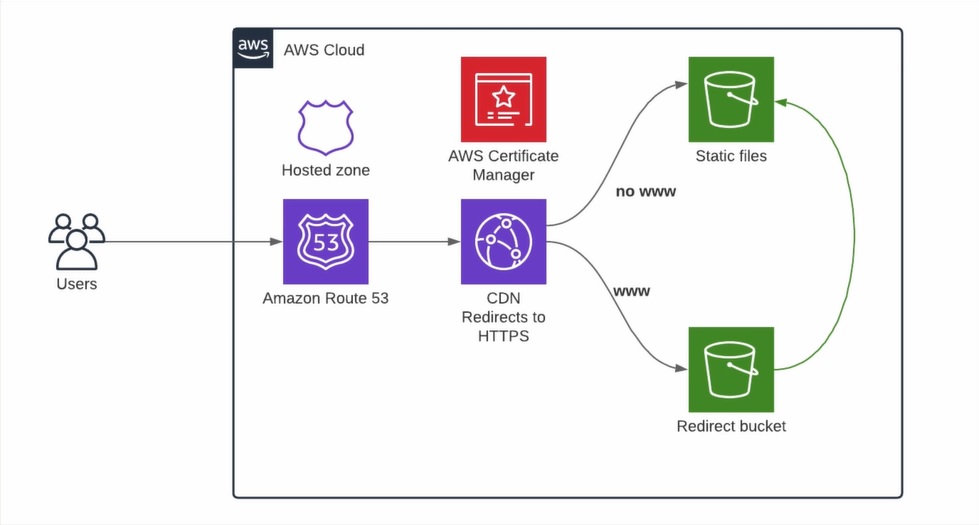 aws
AWS Cloud
Hosted zone
AWS Certificate
Manager
Static files
no www
Users
53
Amazon Route 53
CDN
Redirects to
HTTPS
www
Redirect bucket